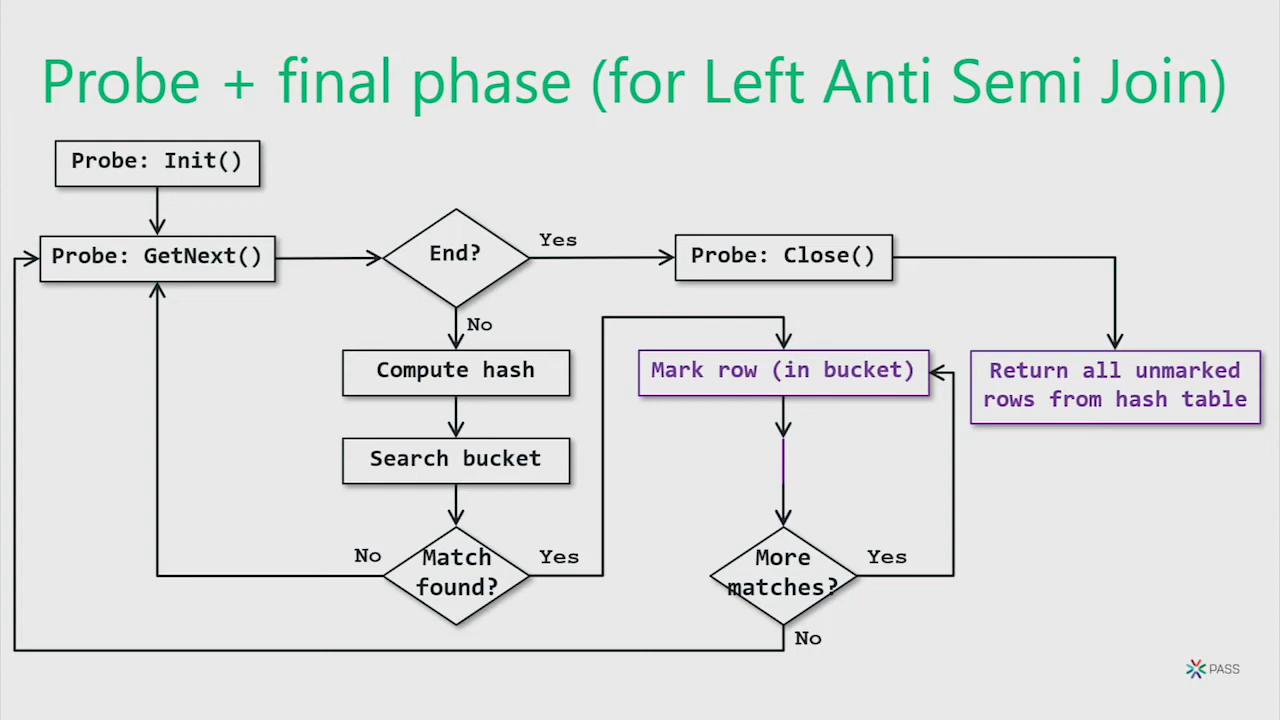 Probe + final phase (for Left Anti Semi Join)
Probe: Init()
Probe: GetNext()
End?
Yes
Probe: Close()
No
Compute hash
Mark row (in bucket)
Return all unmarked
rows from hash table
Search bucket
No
Match
found?
Yes
More
matches?
Yes
No
PASS